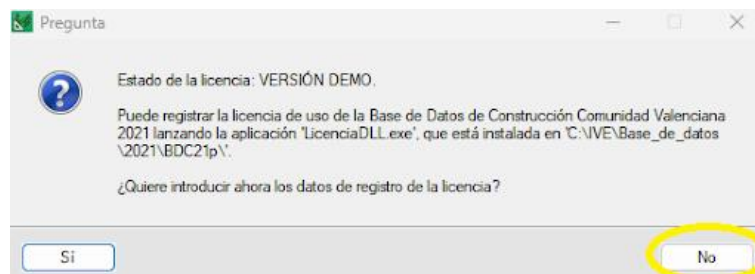 Pregunta
Estado de la licencia: VERSIÓN DEMO.
Puede registrar la licencia de uso de la Base de Datos de Construcción Comunidad Valenciana
2021 lanzando la aplicación 'LicenciaDLL.exe', que está instalada en 'C:\IVE\Base_de_datos
\2021\BDC21p\'.
¿Quiere introducir ahora los datos de registro de la licencia?
Sí
No